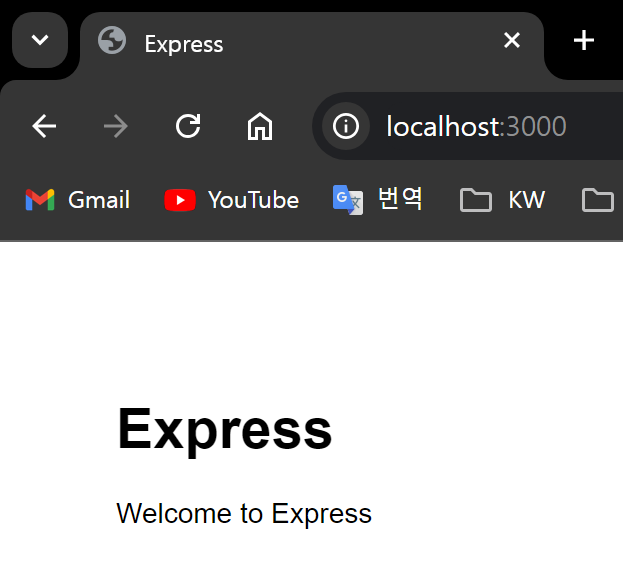 Express
localhost:3000
Gmail YouTube 번역 KW
Express
Welcome to Express